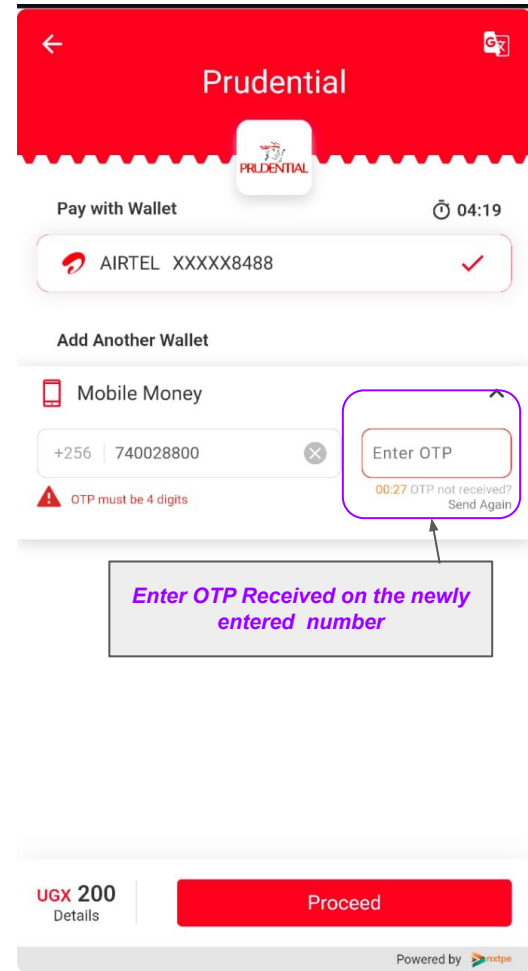 Prudential
PRUDENTIAL
Pay with Wallet
04:19
AIRTEL XXXXX8488
Add Another Wallet
Mobile Money
+256 740028800
Enter OTP
OTP must be 4 digits
00:27 OTP not received?
Send Again
Enter OTP Received on the newly
entered number
UGX 200
Details
Proceed
Powered by nxtpe